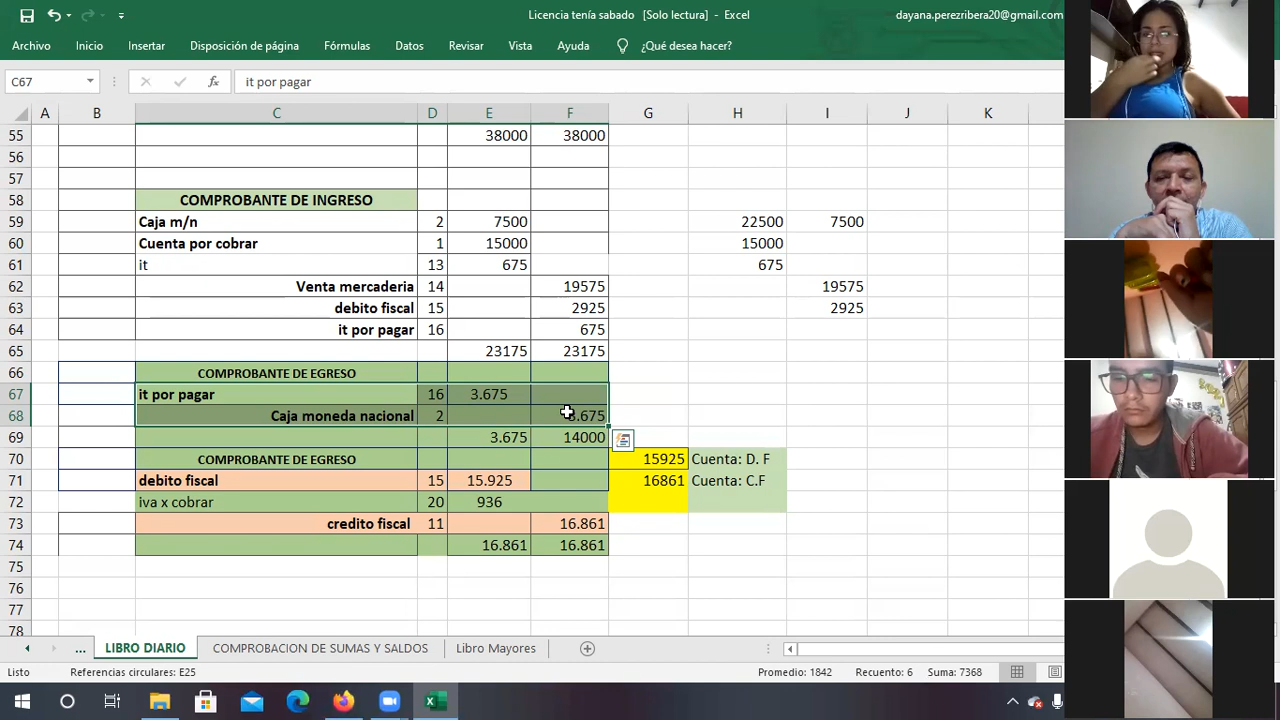 Licencia tenía sabado [Solo lectura] - Excel
dayana.perezribera20@gmail.com
Archivo Inicio Insertar Disposición de página Fórmulas Datos Revisar Vista Ayuda ¿Qué desea hacer?
C67 fx it por pagar
A B C D E F G H I J K
55 38000 38000
56
57
58 COMPROBANTE DE INGRESO
59 Caja m/n 2 7500 22500 7500
60 Cuenta por cobrar 1 15000 15000
61 it 13 675 675
62 Venta mercaderia 14 19575 19575
63 debito fiscal 15 2925 2925
64 it por pagar 16 675
65 23175 23175
66 COMPROBANTE DE EGRESO
67 it por pagar 16 3.675
68 Caja moneda nacional 2 3.675
69 3.675 14000
70 COMPROBANTE DE EGRESO 15925 Cuenta: D. F
71 debito fiscal 15 15.925 16861 Cuenta: C.F
72 iva x cobrar 20 936
73 credito fiscal 11 16.861
74 16.861 16.861
75
76
77
78
... LIBRO DIARIO COMPROBACION DE SUMAS Y SALDOS Libro Mayores
Listo Referencias circulares: E25 Promedio: 1842 Recuento: 6 Suma: 7368